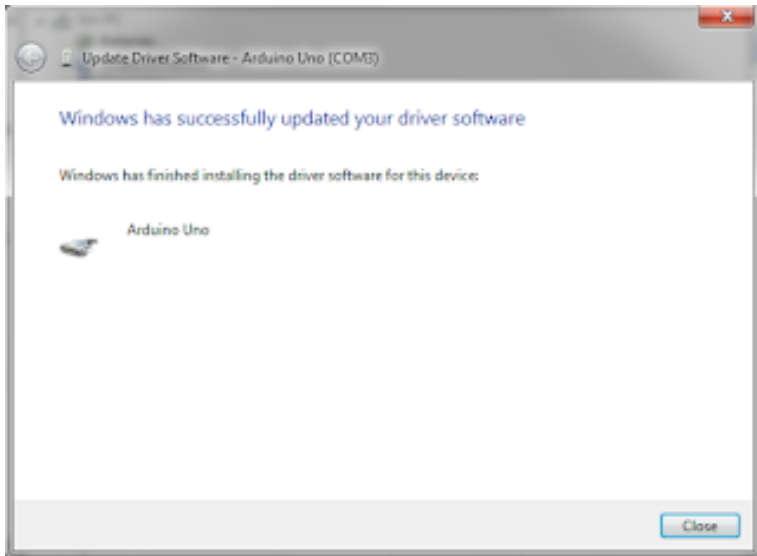 Update Driver Software - Arduino Uno (COM3)
Windows has successfully updated your driver software
Windows has finished installing the driver software for this device:
Arduino Uno
Close